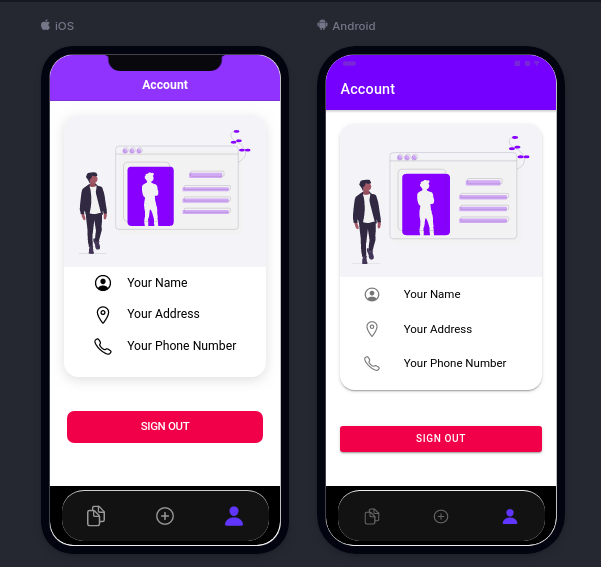 iOS
Account
Your Name
Your Address
Your Phone Number
SIGN OUT
Android
Account
Your Name
Your Address
Your Phone Number
SIGN OUT